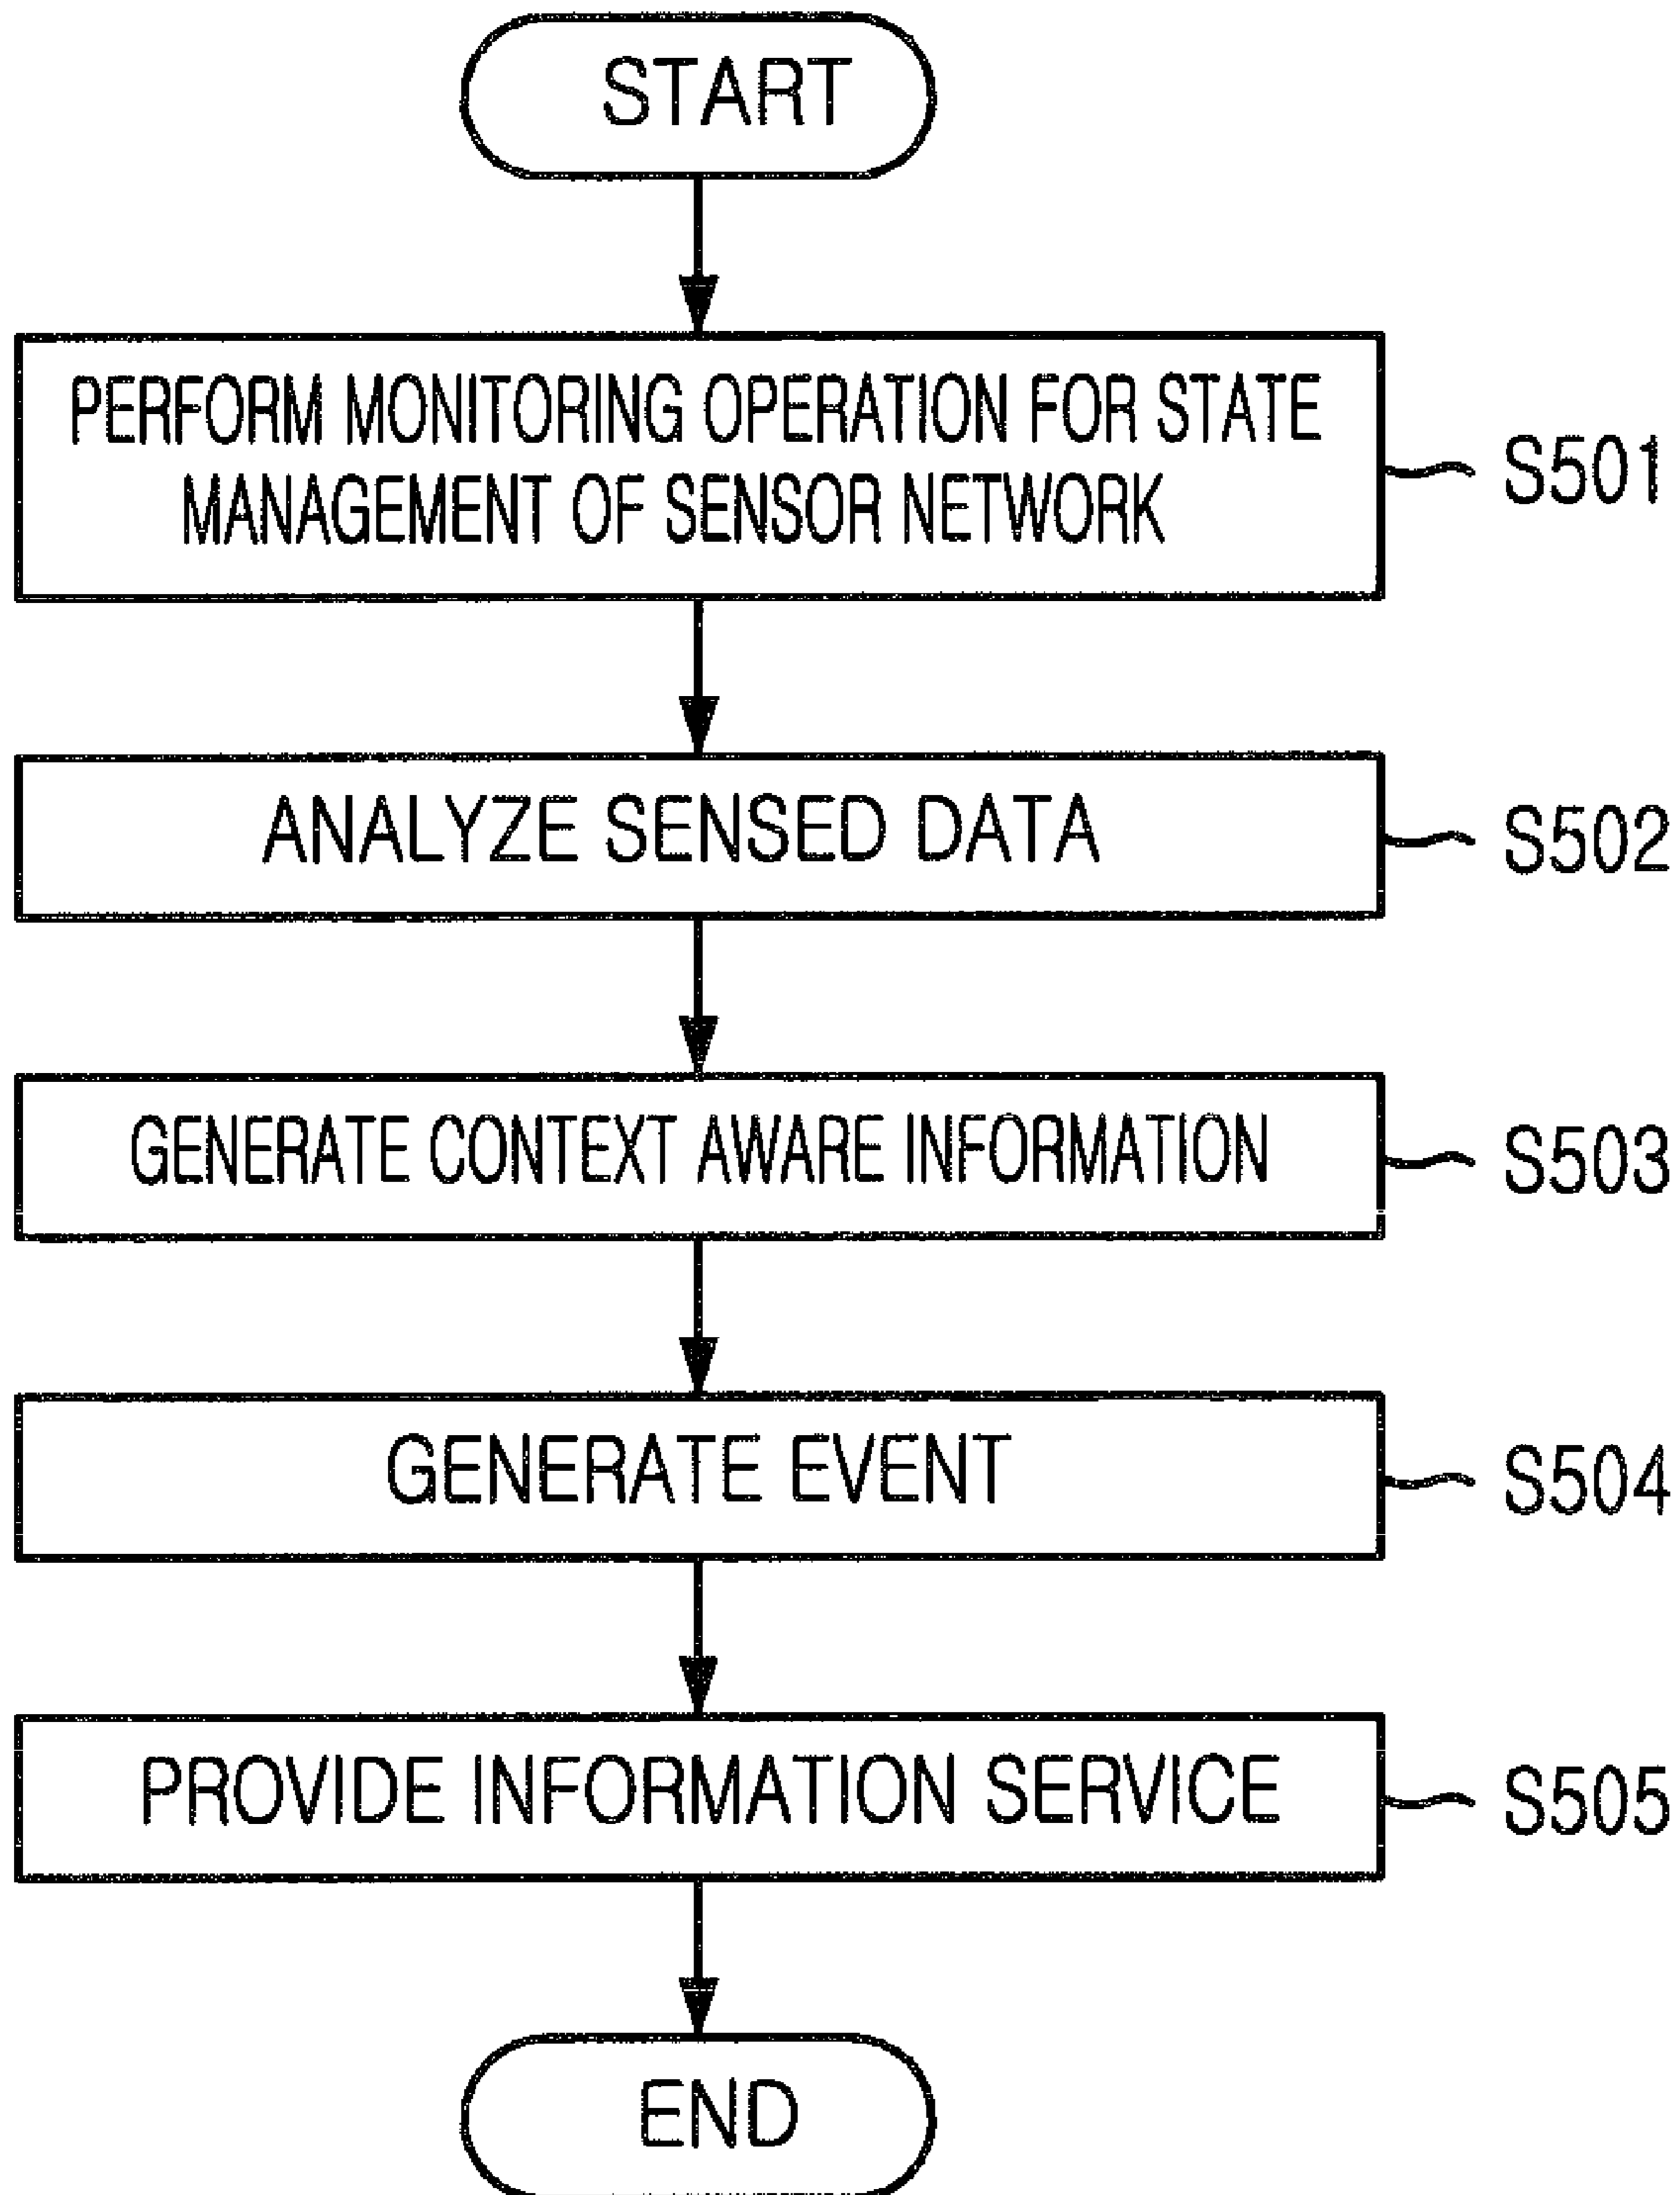 START
PERFORM MONITORING OPERATION FOR STATE
MANAGEMENT OF SENSOR NETWORK
S501
ANALYZE SENSED DATA
S502
GENERATE CONTEXT AWARE INFORMATION
S503
GENERATE EVENT
S504
PROVIDE INFORMATION SERVICE
S505
END